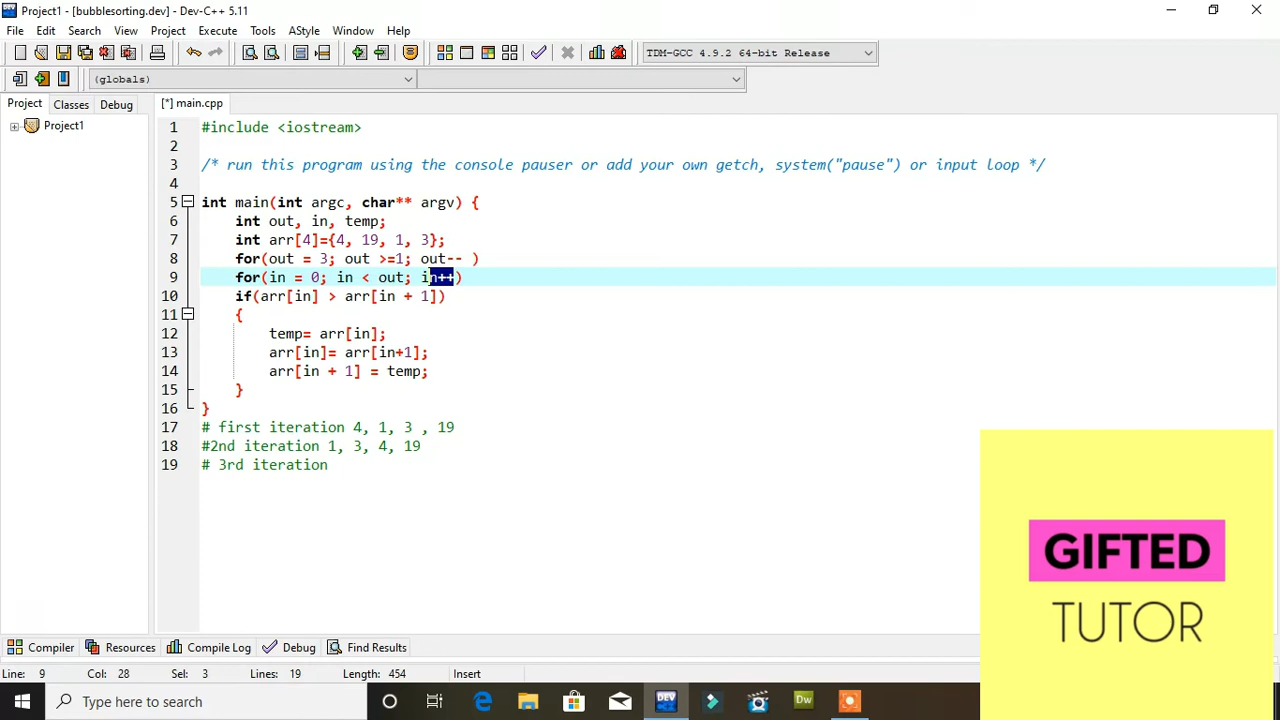 Project1 - [bubblesorting.dev] - Dev-C++ 5.11
File Edit Search View Project Execute Tools AStyle Window Help
TDM-GCC 4.9.2 64-bit Release
(globals)
Project Classes Debug
[*] main.cpp
Project1
1 #include <iostream>
2
3 /* run this program using the console pauser or add your own getch, system("pause") or input loop */
4
5 int main(int argc, char** argv) {
6 int out, in, temp;
7 int arr[4]={4, 19, 1, 3};
8 for(out = 3; out >=1; out-- )
9 for(in = 0; in < out; in++)
10 if(arr[in] > arr[in + 1])
11 {
12 temp= arr[in];
13 arr[in]= arr[in+1];
14 arr[in + 1] = temp;
15 }
16 }
17 # first iteration 4, 1, 3 , 19
18 #2nd iteration 1, 3, 4, 19
19 # 3rd iteration
GIFTED
TUTOR
Compiler Resources Compile Log Debug Find Results
Line: 9 Col: 28 Sel: 3 Lines: 19 Length: 454 Insert
Type here to search
DEV
Dw